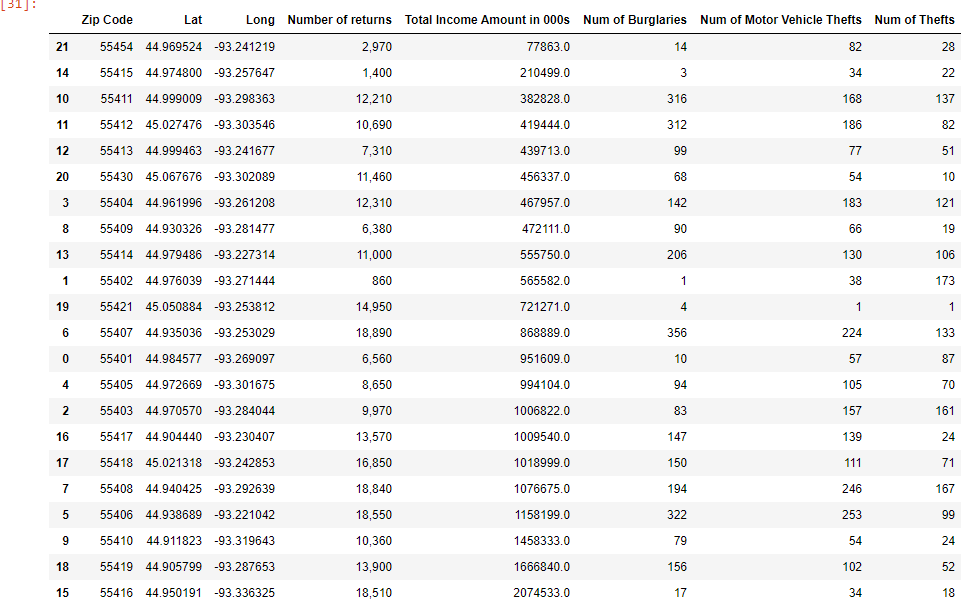 [31]:
Zip Code Lat Long Number of returns Total Income Amount in 000s Num of Burglaries Num of Motor Vehicle Thefts Num of Thefts
21 55454 44.969524 -93.241219 2,970 77863.0 14 82 28
14 55415 44.974800 -93.257647 1,400 210499.0 3 34 22
10 55411 44.999009 -93.298363 12,210 382828.0 316 168 137
11 55412 45.027476 -93.303546 10,690 419444.0 312 186 82
12 55413 44.999463 -93.241677 7,310 439713.0 99 77 51
20 55430 45.067676 -93.302089 11,460 456337.0 68 54 10
3 55404 44.961996 -93.261208 12,310 467957.0 142 183 121
8 55409 44.930326 -93.281477 6,380 472111.0 90 66 19
13 55414 44.979486 -93.227314 11,000 555750.0 206 130 106
1 55402 44.976039 -93.271444 860 565582.0 1 38 173
19 55421 45.050884 -93.253812 14,950 721271.0 4 1 1
6 55407 44.935036 -93.253029 18,890 868889.0 356 224 133
0 55401 44.984577 -93.269097 6,560 951609.0 10 57 87
4 55405 44.972669 -93.301675 8,650 994104.0 94 105 70
2 55403 44.970570 -93.284044 9,970 1006822.0 83 157 161
16 55417 44.904440 -93.230407 13,570 1009540.0 147 139 24
17 55418 45.021318 -93.242853 16,850 1018999.0 150 111 71
7 55408 44.940425 -93.292639 18,840 1076675.0 194 246 167
5 55406 44.938689 -93.221042 18,550 1158199.0 322 253 99
9 55410 44.911823 -93.319643 10,360 1458333.0 79 54 24
18 55419 44.905799 -93.287653 13,900 1666840.0 156 102 52
15 55416 44.950191 -93.336325 18,510 2074533.0 17 34 18